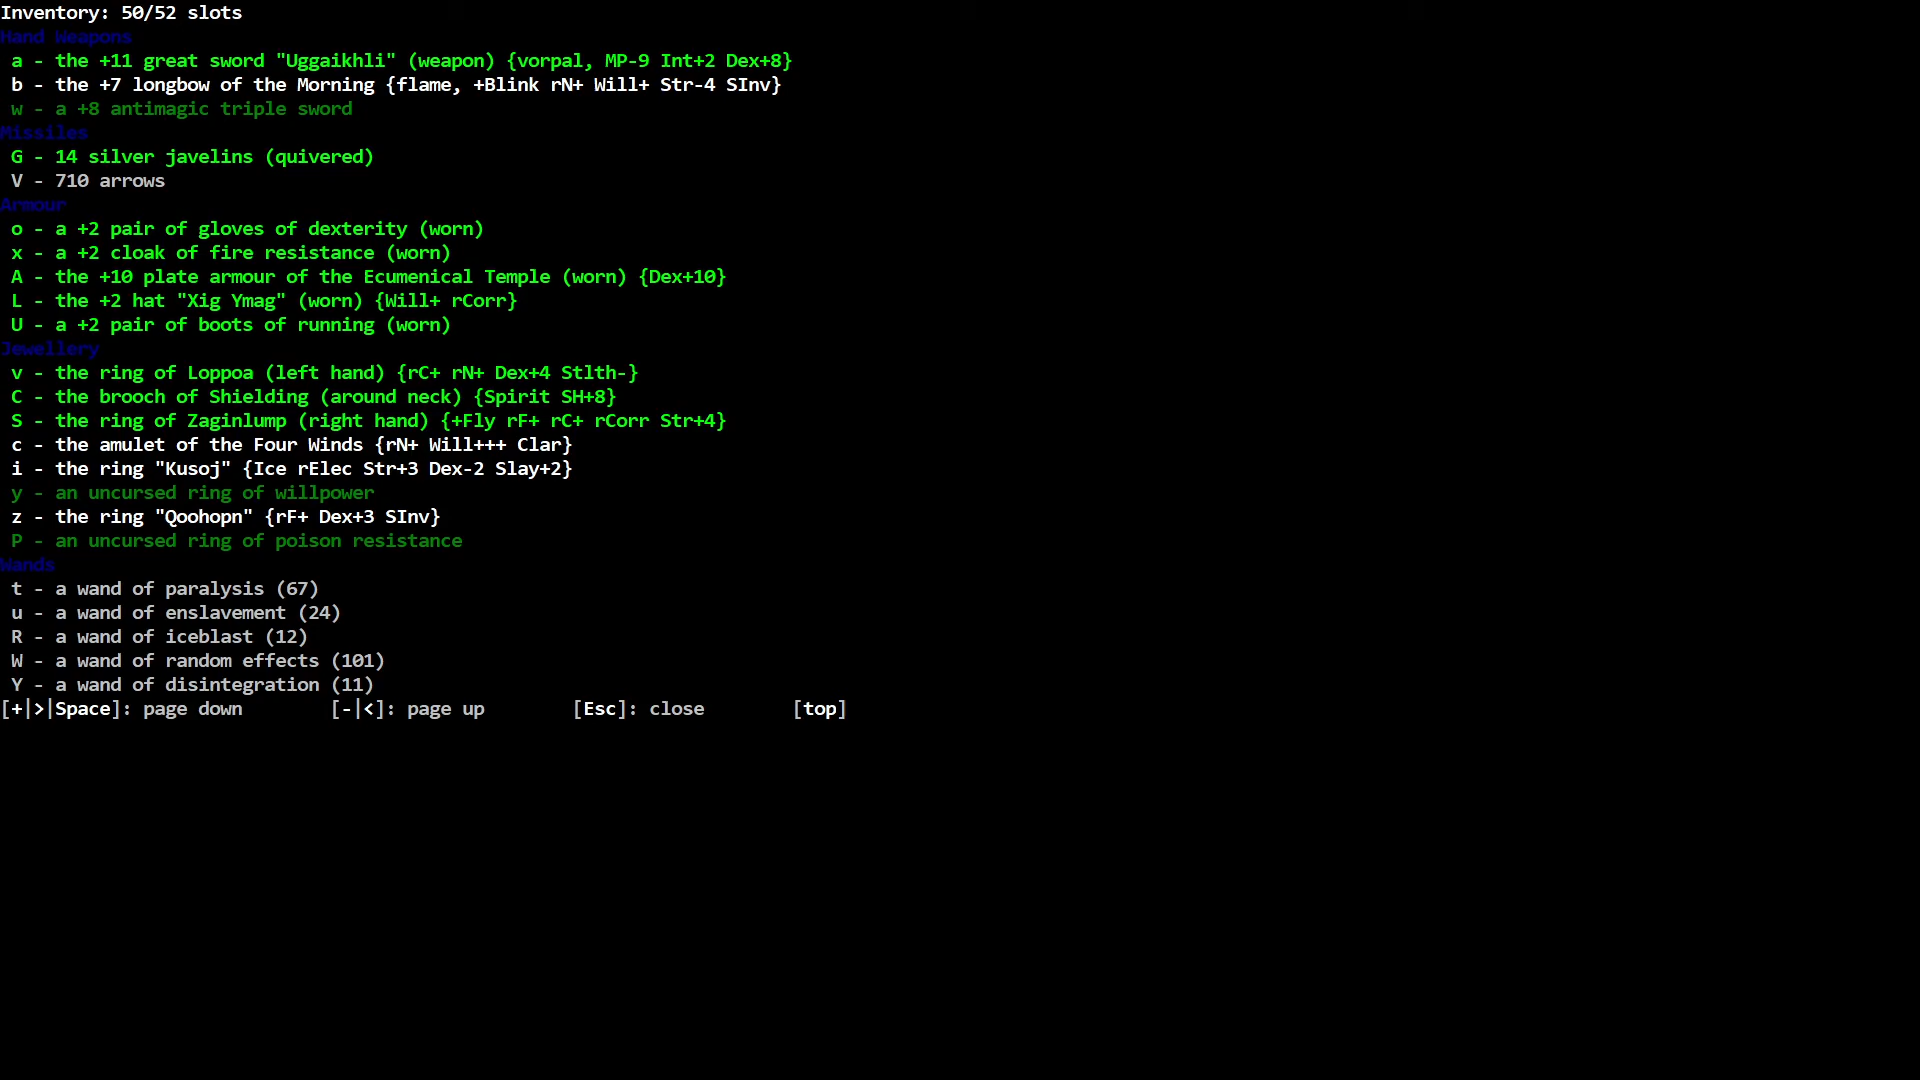 Inventory: 50/52 slots
Hand Weapons
a - the +11 great sword "Uggaikhli" (weapon) {vorpal, MP-9 Int+2 Dex+8}
b - the +7 longbow of the Morning {flame, +Blink rN+ Will+ Str-4 SInv}
w - a +8 antimagic triple sword
Missiles
G - 14 silver javelins (quivered)
V - 710 arrows
Armour
o - a +2 pair of gloves of dexterity (worn)
x - a +2 cloak of fire resistance (worn)
A - the +10 plate armour of the Ecumenical Temple (worn) {Dex+10}
L - the +2 hat "Xig Ymag" (worn) {Will+ rCorr}
U - a +2 pair of boots of running (worn)
Jewellery
v - the ring of Loppoa (left hand) {rC+ rN+ Dex+4 Stlth-}
C - the brooch of Shielding (around neck) {Spirit SH+8}
S - the ring of Zaginlump (right hand) {+Fly rF+ rC+ rCorr Str+4}
c - the amulet of the Four Winds {rN+ Will+++ Clar}
i - the ring "Kusoj" {Ice rElec Str+3 Dex-2 Slay+2}
y - an uncursed ring of willpower
z - the ring "Qoohopn" {rF+ Dex+3 SInv}
P - an uncursed ring of poison resistance
Wands
t - a wand of paralysis (67)
u - a wand of enslavement (24)
R - a wand of iceblast (12)
W - a wand of random effects (101)
Y - a wand of disintegration (11)
[+|>|Space]: page down [-|<]: page up [Esc]: close [top]